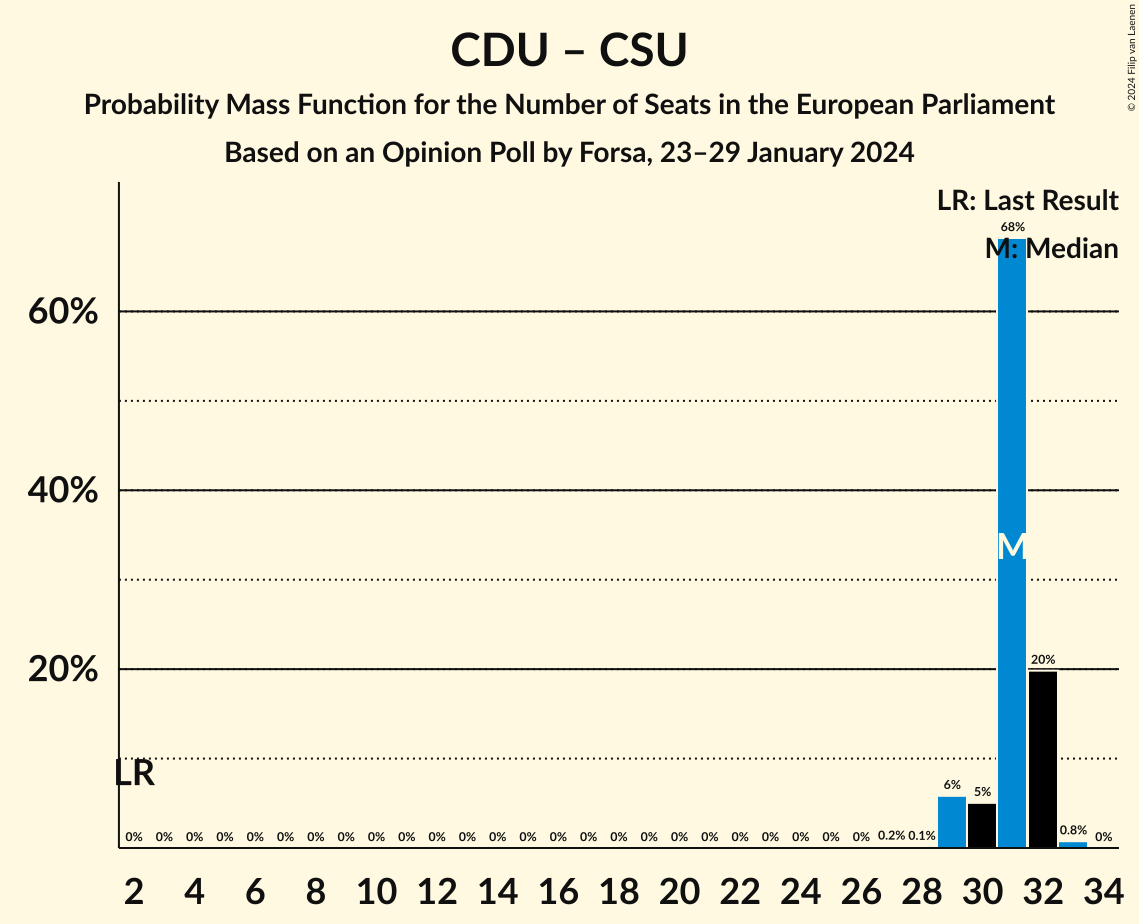 © 2024 Filip van Laenen
CDU – CSU
Probability Mass Function for the Number of Seats in the European Parliament
Based on an Opinion Poll by Forsa, 23–29 January 2024
LR: Last Result
M: Median
68%
60%
40%
M
20%
20%
LR
0% 0% 0% 0% 0% 0% 0% 0% 0% 0% 0% 0% 0% 0% 0% 0% 0% 0% 0% 0% 0% 0% 0% 0% 0% 0.2% 0.1% 6% 5% 0.8% 0%
2 4 6 8 10 12 14 16 18 20 22 24 26 28 30 32 34